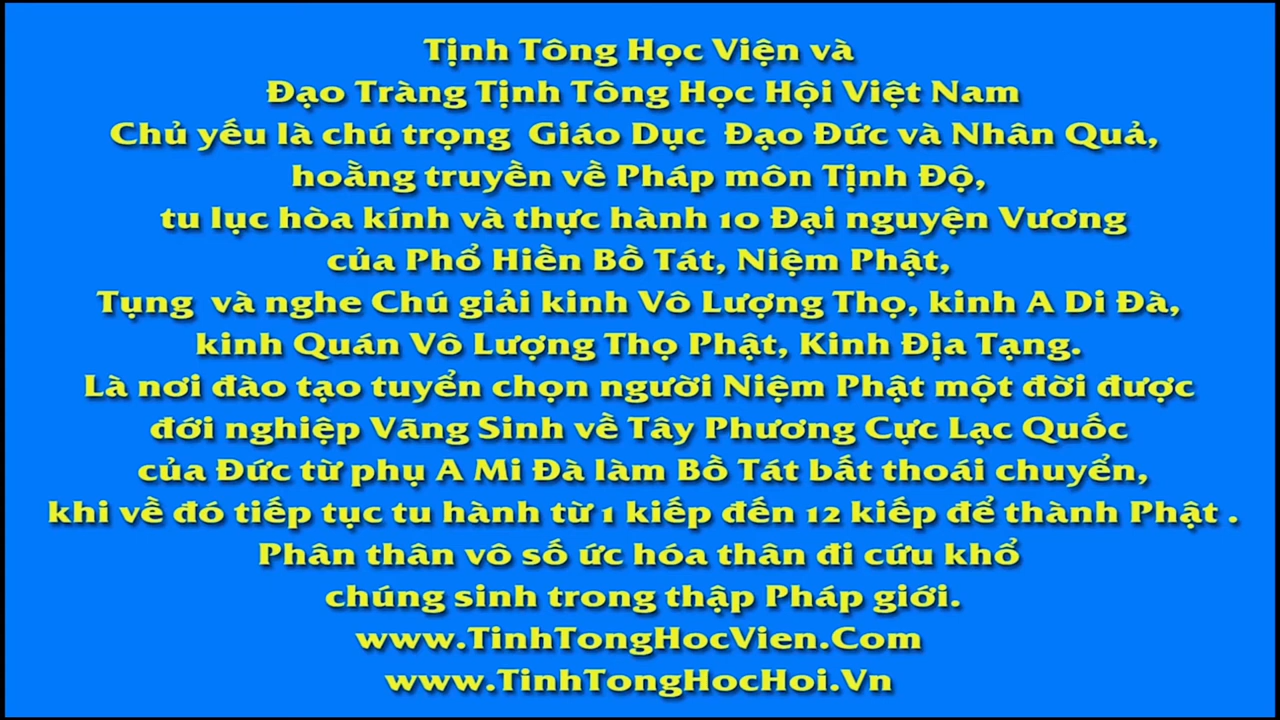 Tịnh Tông Học Viện và
Đạo Tràng Tịnh Tông Học Hội Việt Nam
Chủ yếu là chú trọng Giáo Dục Đạo Đức và Nhân Quả,
hoằng truyền về Pháp môn Tịnh Độ,
tu lục hòa kính và thực hành 10 Đại nguyện Vương
của Phổ Hiền Bồ Tát, Niệm Phật,
Tụng và nghe Chú giải kinh Vô Lượng Thọ, kinh A Di Đà,
kinh Quán Vô Lượng Thọ Phật, Kinh Địa Tạng.
Là nơi đào tạo tuyển chọn người Niệm Phật một đời được
đới nghiệp Vãng Sinh về Tây Phương Cực Lạc Quốc
của Đức từ phụ A Mi Đà làm Bồ Tát bất thoái chuyển,
khi về đó tiếp tục tu hành từ 1 kiếp đến 12 kiếp để thành Phật .
Phân thân vô số ức hóa thân đi cứu khổ
chúng sinh trong thập Pháp giới.
www.TinhTongHocVien.Com
www.TinhTongHocHoi.Vn